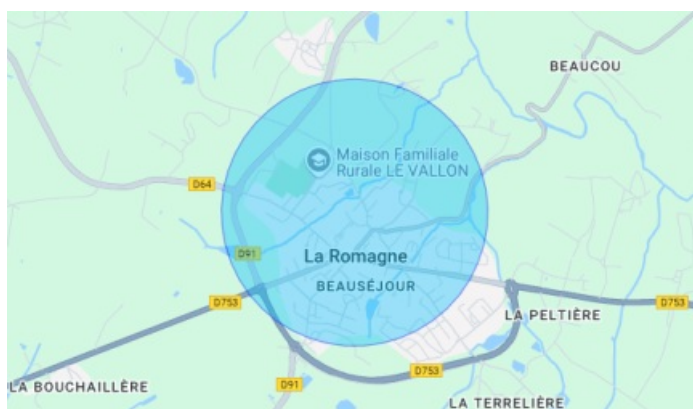 BEAUCOU
Maison Familiale
Rurale LE VALLON
D64
D91
La Romagne
BEAUSÉJOUR
D753
D753
LA PELTIÈRE
D753
LA BOUCHAILLÈRE
D91
LA TERRELIÈRE